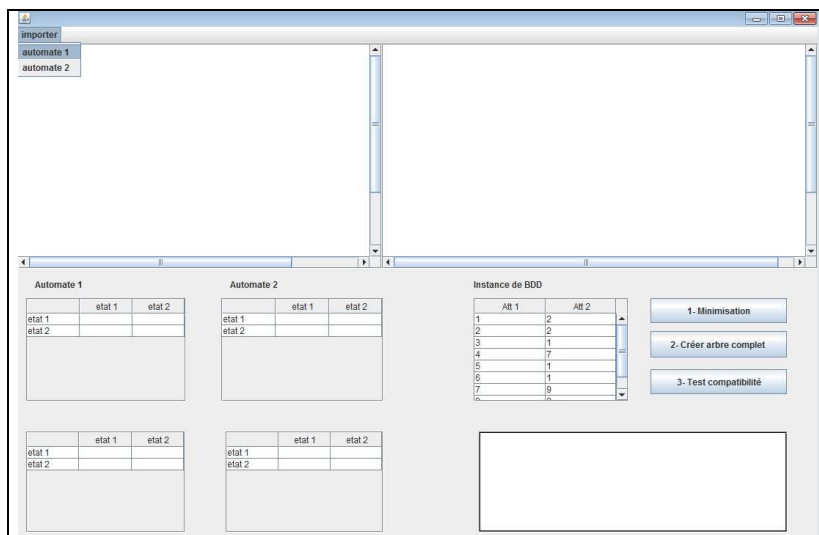 importer
automate 1
automate 2
Automate 1
Automate 2
Instance de BDD
etat 1 etat 2
etat 1
etat 2
etat 1 etat 2
etat 1
etat 2
Att 1 Att 2
1 2
2 2
3 1
4 7
5 1
6 1
7 9
1- Minimisation
2- Créer arbre complet
3- Test compatibilité
etat 1 etat 2
etat 1
etat 2
etat 1 etat 2
etat 1
etat 2